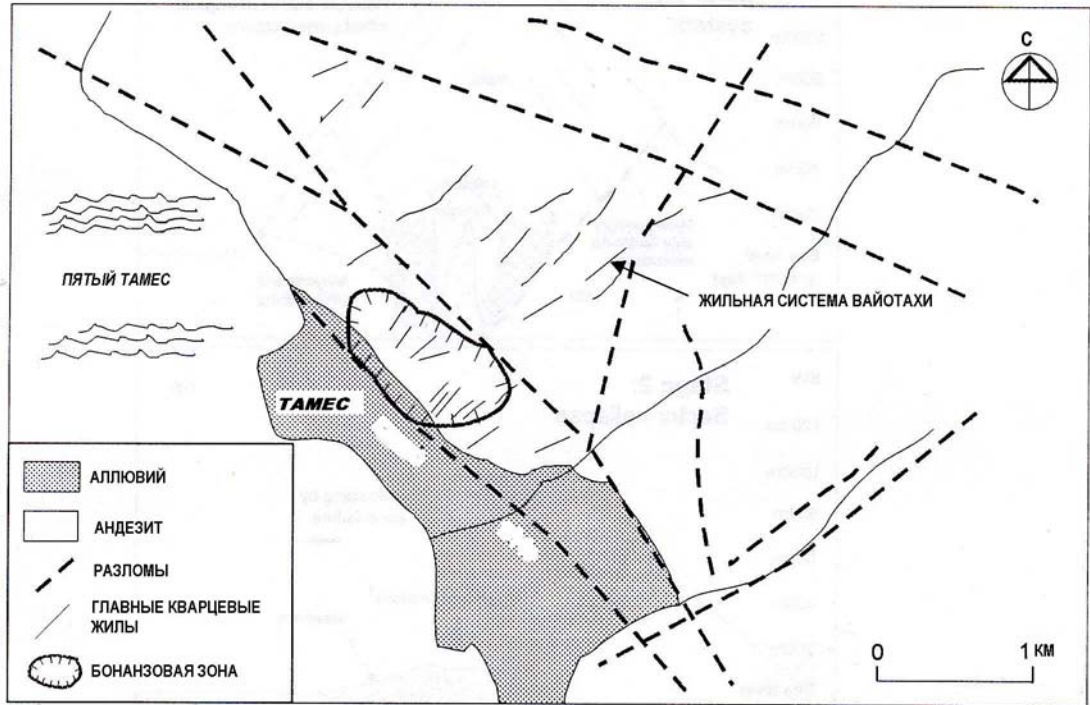 С
ПЯТЫЙ ТАМЕС
ЖИЛЬНАЯ СИСТЕМА ВАЙОТАХИ
ТАМЕС
АЛЛЮВИЙ
АНДЕЗИТ
РАЗЛОМЫ
ГЛАВНЫЕ КВАРЦЕВЫЕ
ЖИЛЫ
БОНАНЗОВАЯ ЗОНА
0 1 КМ